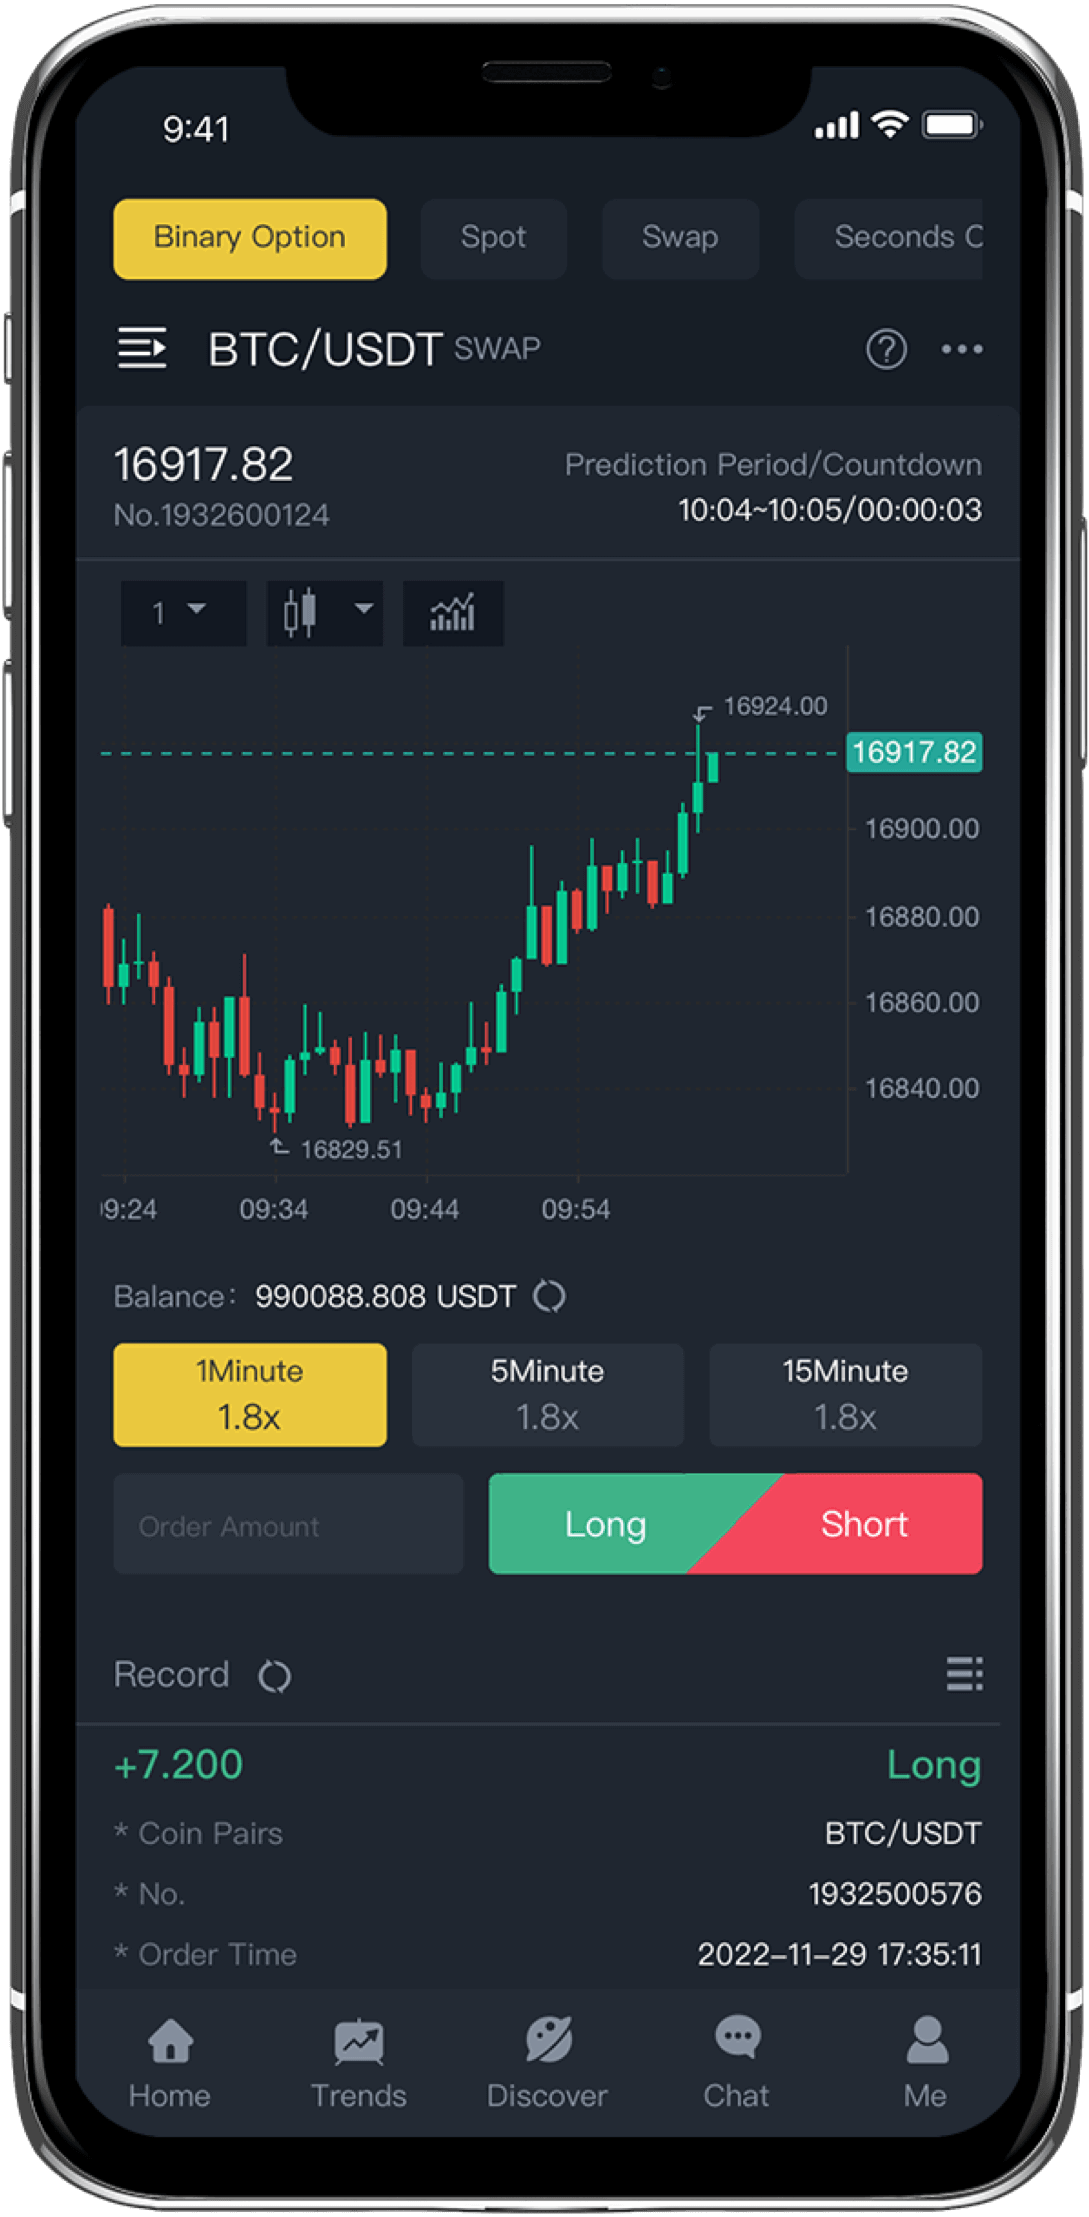 9:41
Binary Option Spot Swap Seconds C
BTC/USDT SWAP
16917.82 Prediction Period/Countdown
No.1932600124 10:04~10:05/00:00:03
1
16924.00
16917.82
16900.00
16880.00
16860.00
16840.00
16829.51
09:24 09:34 09:44 09:54
Balance: 990088.808 USDT
1Minute 5Minute 15Minute
1.8x 1.8x 1.8x
Order Amount Long Short
Record
+7.200 Long
* Coin Pairs BTC/USDT
* No. 1932500576
* Order Time 2022-11-29 17:35:11
Home Trends Discover Chat Me